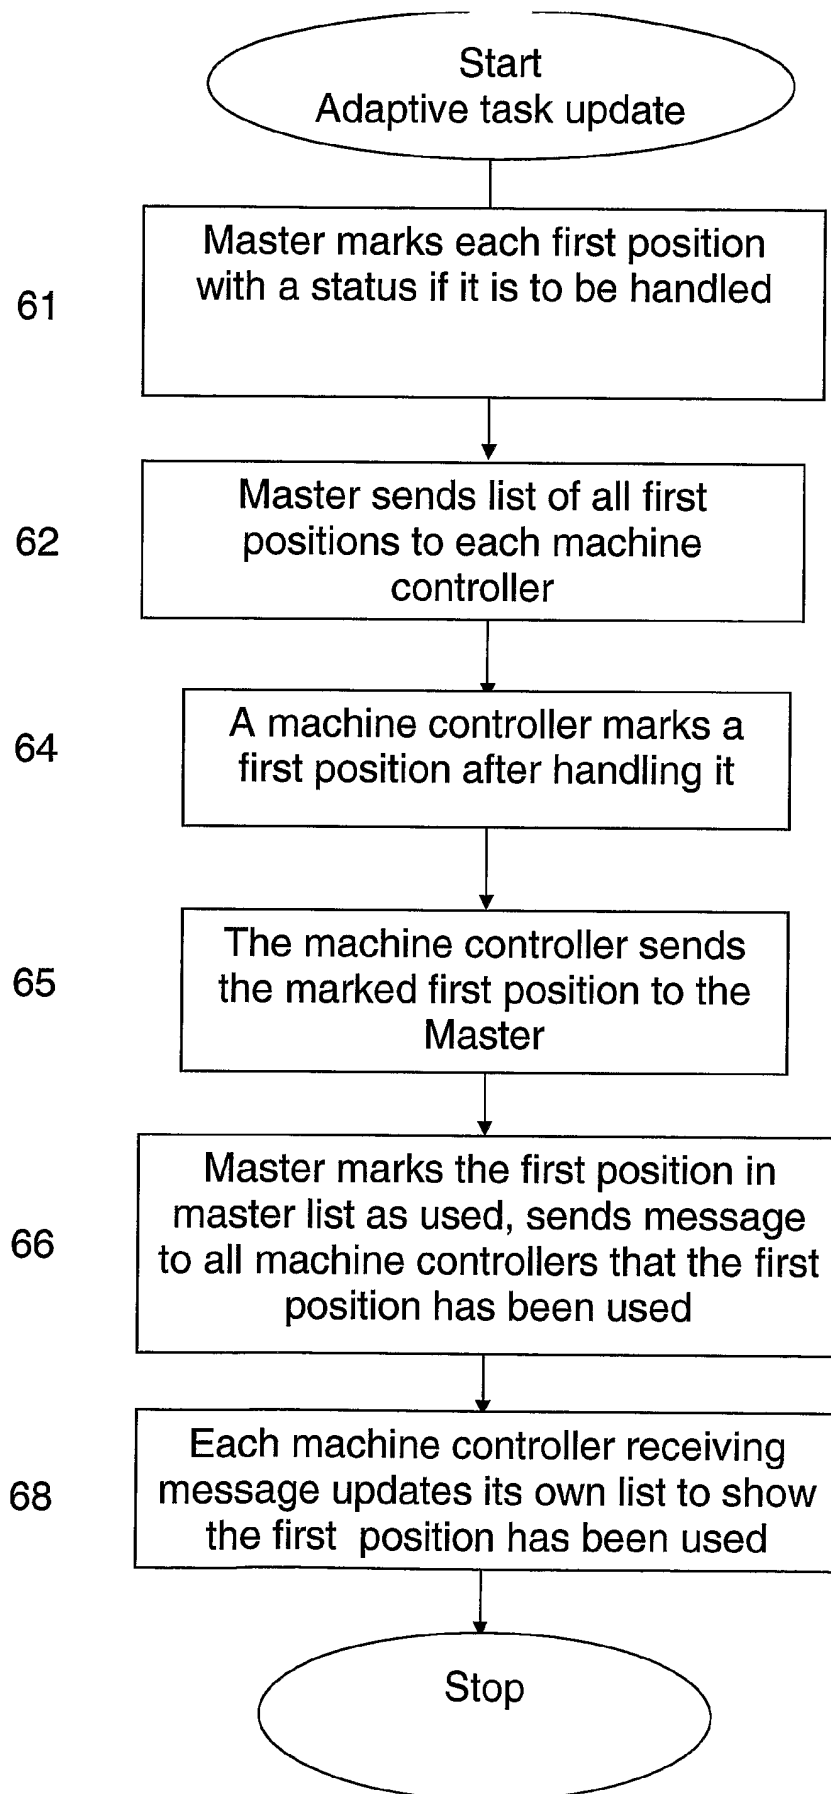 Start
Adaptive task update
61
Master marks each first position
with a status if it is to be handled
62
Master sends list of all first
positions to each machine
controller
64
A machine controller marks a
first position after handling it
65
The machine controller sends
the marked first position to the
Master
66
Master marks the first position in
master list as used, sends message
to all machine controllers that the first
position has been used
68
Each machine controller receiving
message updates its own list to show
the first position has been used
Stop